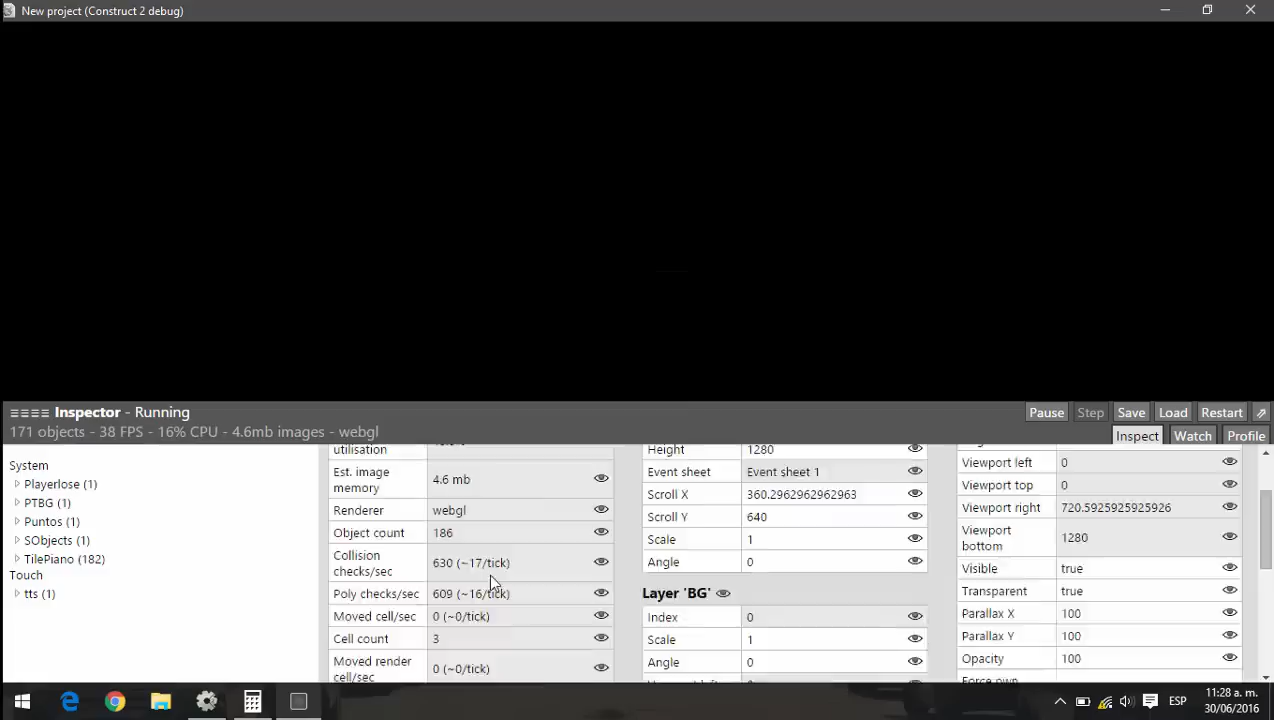 New project (Construct 2 debug)
Inspector - Running
Pause Step Save Load Restart
171 objects - 38 FPS - 16% CPU - 4.6mb images - webgl
Inspect Watch Profile
System
Playerlose (1)
PTBG (1)
Puntos (1)
SObjects (1)
TilePiano (182)
Touch
tts (1)
utilisation
Est. image memory 4.6 mb
Renderer webgl
Object count 186
Collision checks/sec 630 (~17/tick)
Poly checks/sec 609 (~16/tick)
Moved cell/sec 0 (~0/tick)
Cell count 3
Moved render cell/sec 0 (~0/tick)
Height 1280
Event sheet Event sheet 1
Scroll X 360.2962962962963
Scroll Y 640
Scale 1
Angle 0
Layer 'BG'
Index 0
Scale 1
Angle 0
Viewport left 0
Viewport top 0
Viewport right 720.5925925925926
Viewport bottom 1280
Visible true
Transparent true
Parallax X 100
Parallax Y 100
Opacity 100
ESP
11:28 a. m.
30/06/2016